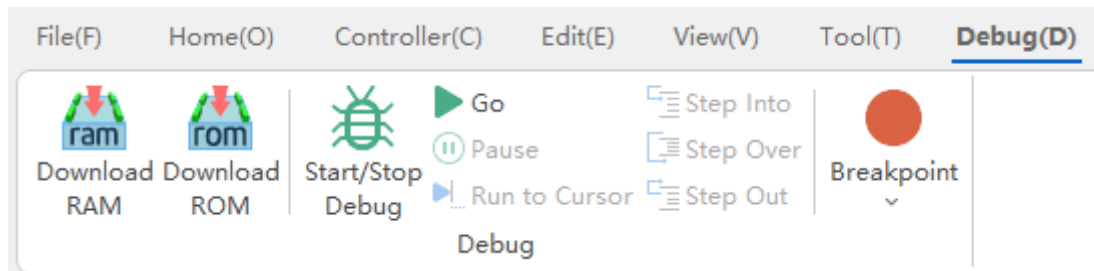 File(F) Home(O) Controller(C) Edit(E) View(V) Tool(T) Debug(D)
ram
Download
RAM
rom
Download
ROM
Start/Stop
Debug
Go
Pause
Run to Cursor
Step Into
Step Over
Step Out
Breakpoint
Debug